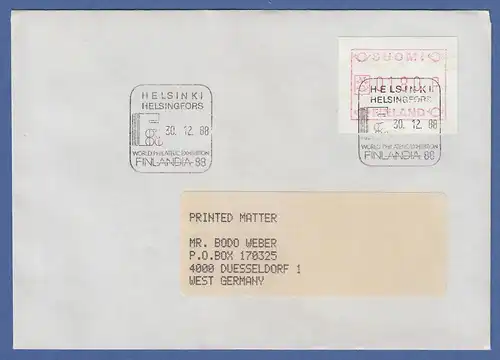 SUOMI
0190
FINLAND
HELSINKI
HELSINGFORS
30. 12. 88
WORLD PHILATELIC EXHIBITION
FINLANDIA 88
HELSINKI
HELSINGFORS
30. 12. 88
WORLD PHILATELIC EXHIBITION
FINLANDIA 88
PRINTED MATTER
MR. BODO WEBER
P.O.BOX 170325
4000 DUESSELDORF 1
WEST GERMANY